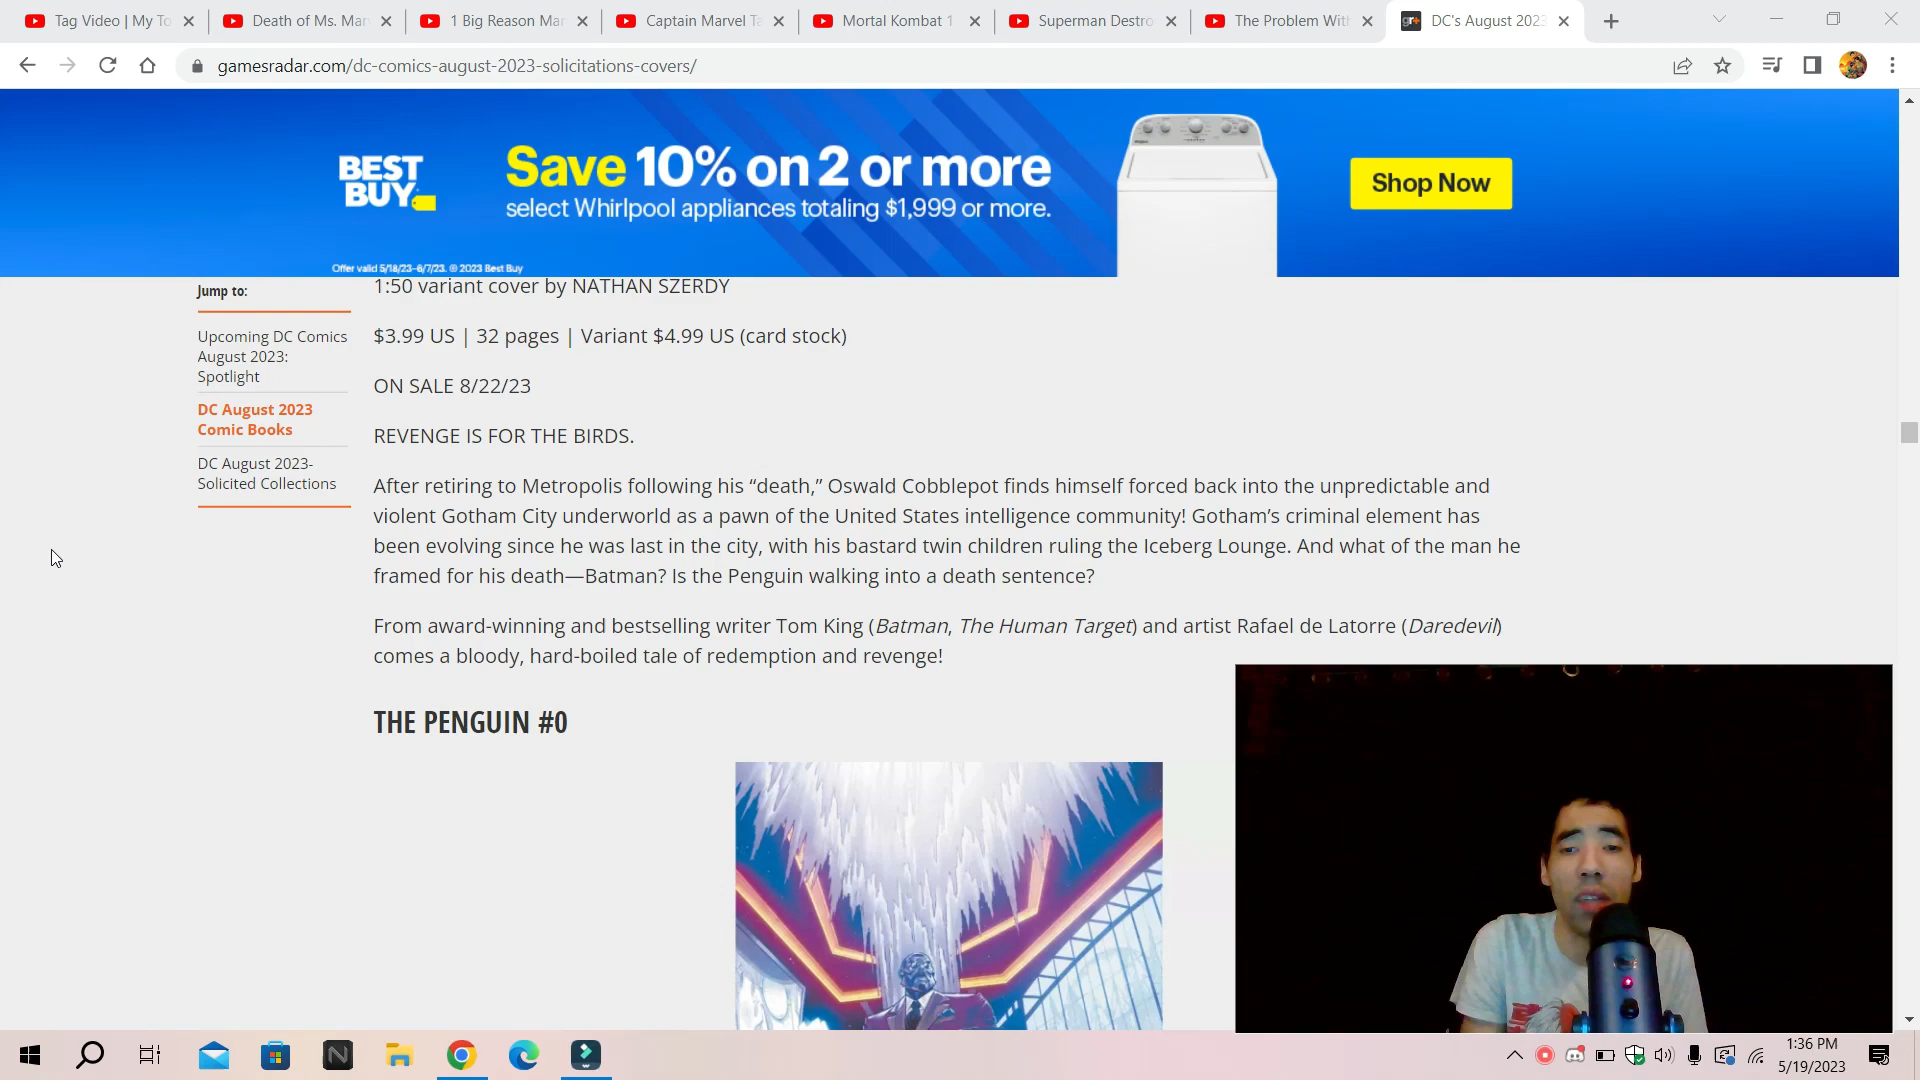 Tag Video | My To
Death of Ms. Mar
1 Big Reason Mar
Captain Marvel Ta
Mortal Kombat 1
Superman Destro
The Problem With
DC's August 2023
gamesradar.com/dc-comics-august-2023-solicitations-covers/
BEST
BUY
Save 10% on 2 or more
select Whirlpool appliances totaling $1,999 or more.
Shop Now
Offer valid 5/18/23–6/7/23. © 2023 Best Buy
Jump to:
Upcoming DC Comics
August 2023:
Spotlight
DC August 2023
Comic Books
DC August 2023-
Solicited Collections
1:50 variant cover by NATHAN SZERDY
$3.99 US | 32 pages | Variant $4.99 US (card stock)
ON SALE 8/22/23
REVENGE IS FOR THE BIRDS.
After retiring to Metropolis following his “death,” Oswald Cobblepot finds himself forced back into the unpredictable and
violent Gotham City underworld as a pawn of the United States intelligence community! Gotham’s criminal element has
been evolving since he was last in the city, with his bastard twin children ruling the Iceberg Lounge. And what of the man he
framed for his death—Batman? Is the Penguin walking into a death sentence?
From award-winning and bestselling writer Tom King (Batman, The Human Target) and artist Rafael de Latorre (Daredevil)
comes a bloody, hard-boiled tale of redemption and revenge!
THE PENGUIN #0
1:36 PM
5/19/2023